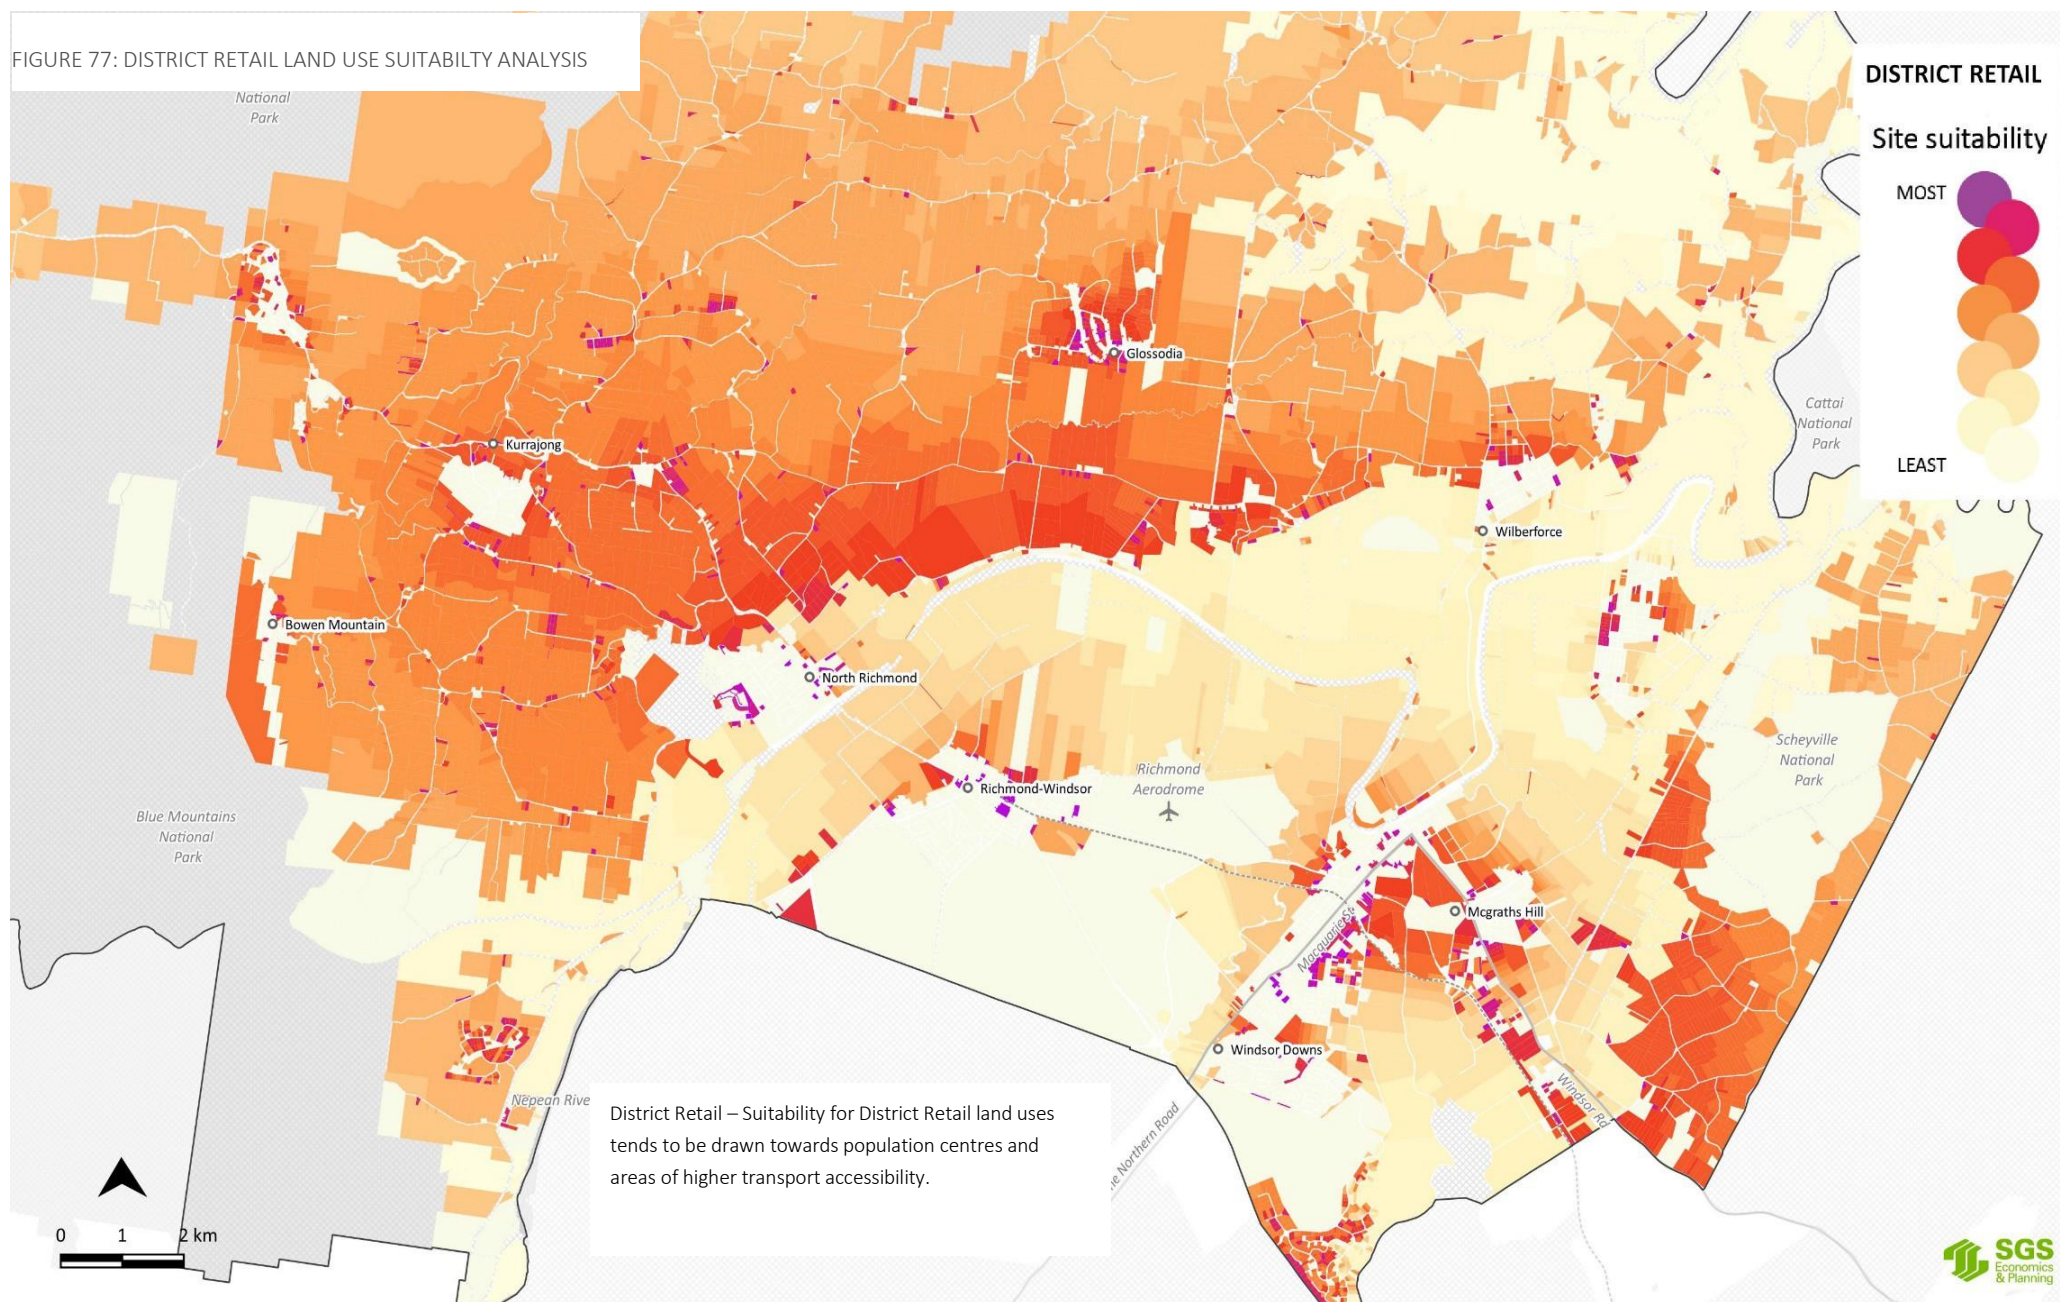 FIGURE 77: DISTRICT RETAIL LAND USE SUITABILTY ANALYSIS
National
Park
DISTRICT RETAIL
Site suitability
MOST
LEAST
Glossodia
Cattai
National
Park
Kurrajong
Wilberforce
Bowen Mountain
North Richmond
Scheyville
National
Park
Richmond
Aerodrome
Richmond-Windsor
Blue Mountains
National
Park
Mcgraths Hill
Macquarie St
Windsor Downs
Windsor Rd
Nepean Rive
Northern Road
District Retail – Suitability for District Retail land uses
tends to be drawn towards population centres and
areas of higher transport accessibility.
0 1 2 km
SGS
Economics
& Planning